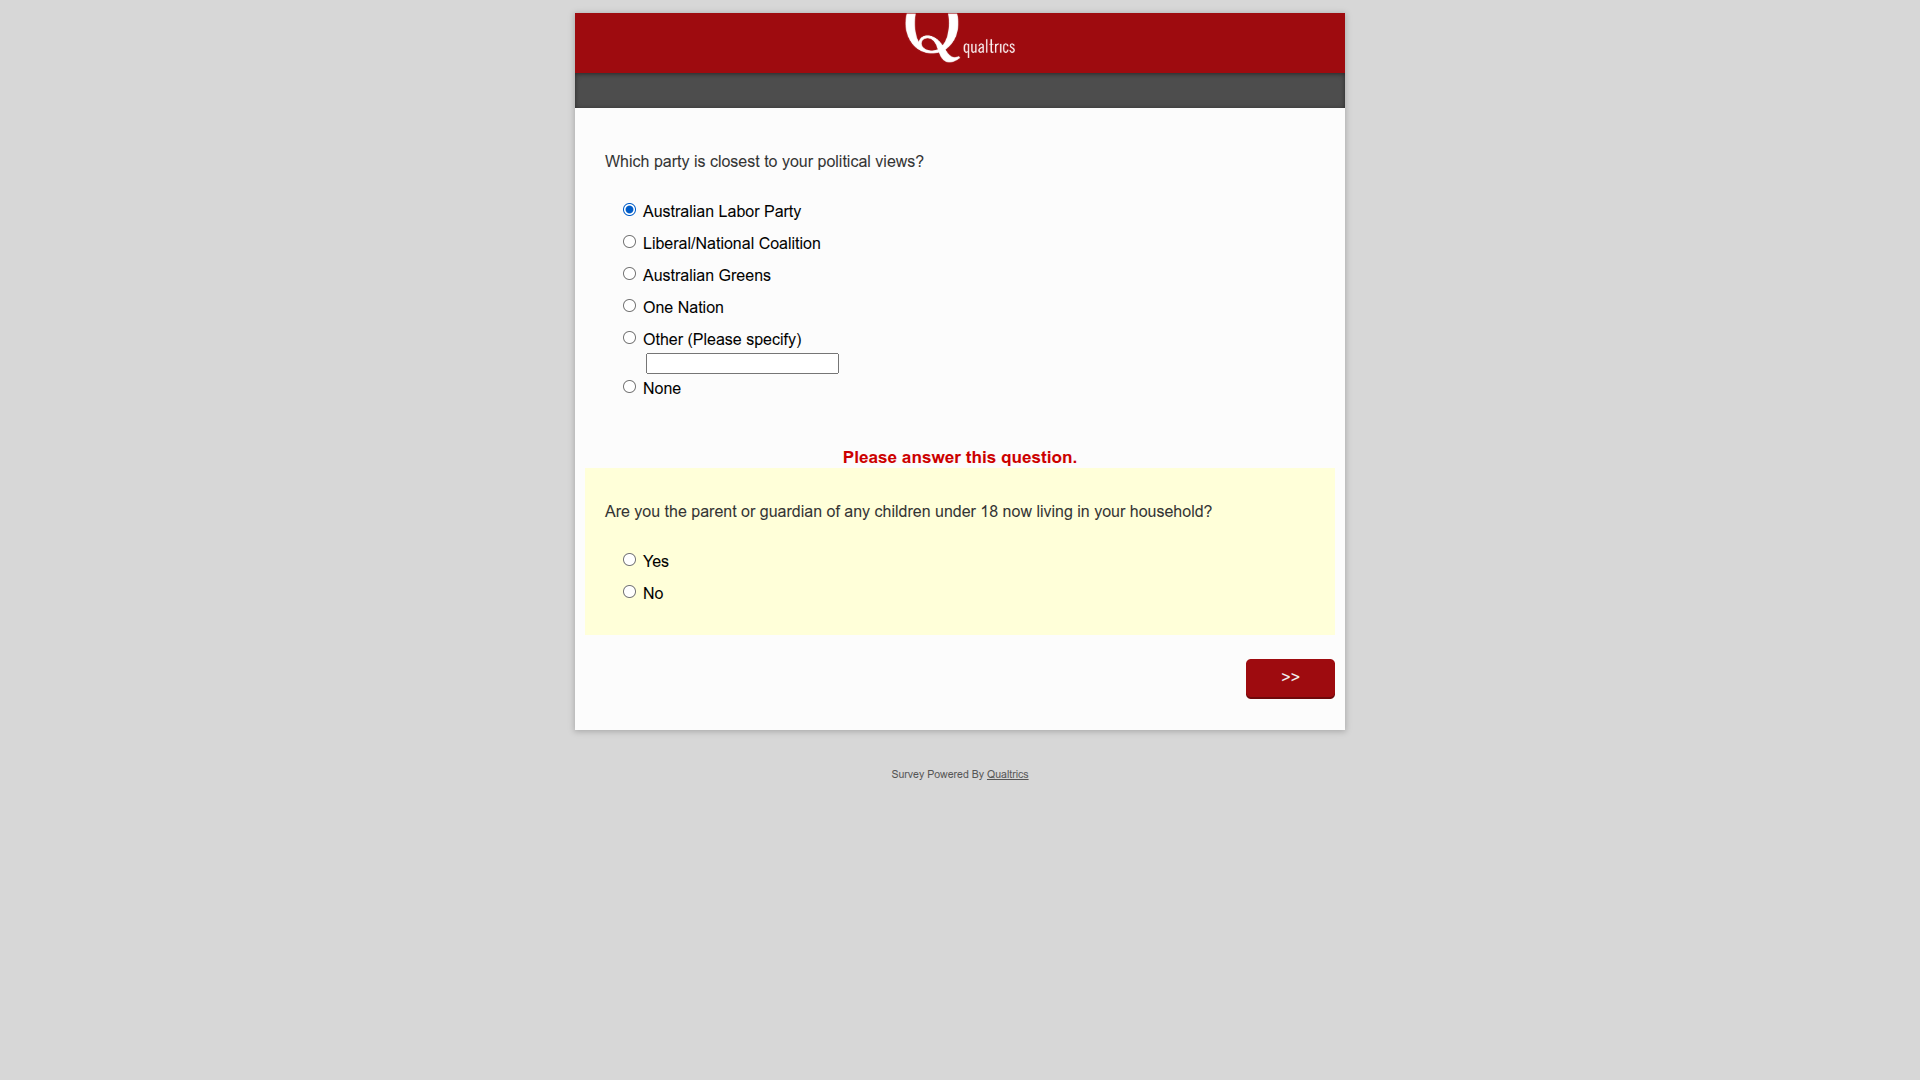 Q qualtrics
Which party is closest to your political views?
Australian Labor Party
Liberal/National Coalition
Australian Greens
One Nation
Other (Please specify)
None
Please answer this question.
Are you the parent or guardian of any children under 18 now living in your household?
Yes
No
>>
Survey Powered By Qualtrics